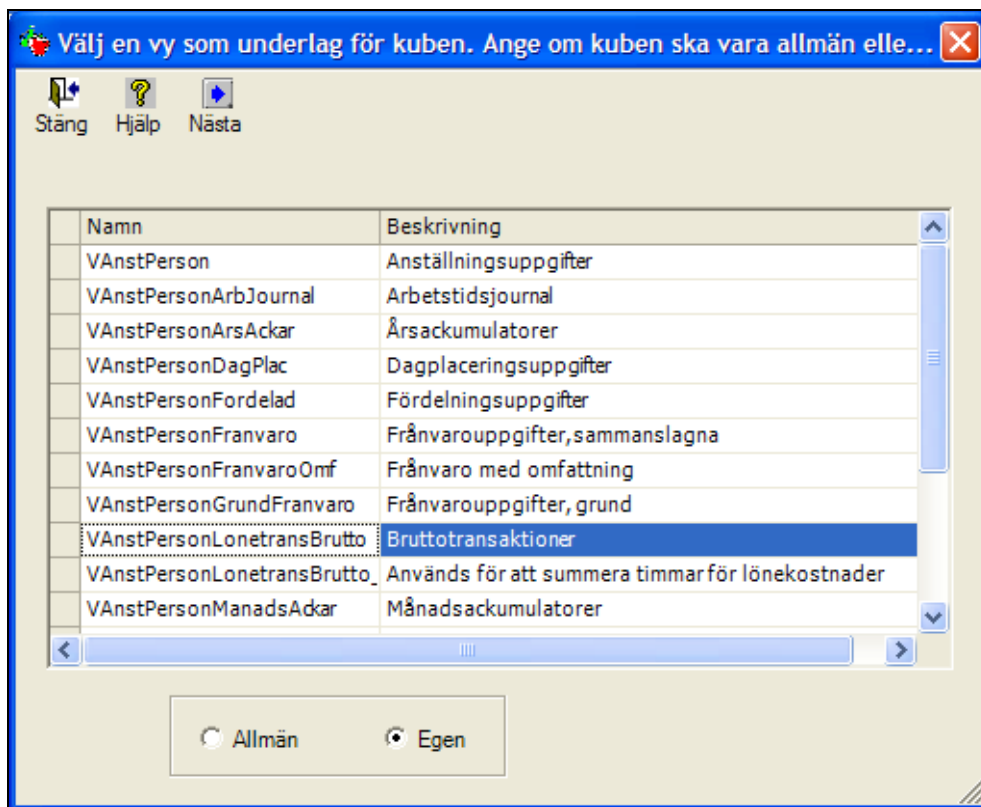 Välj en vy som underlag för kuben. Ange om kuben ska vara allmän elle...
Stäng Hjälp Nästa
Namn Beskrivning
VAnstPerson Anställningsuppgifter
VAnstPersonArbJournal Arbetstidsjournal
VAnstPersonArsAckar Årsackumulatorer
VAnstPersonDagPlac Dagplaceringsuppgifter
VAnstPersonFordelad Fördelningsuppgifter
VAnstPersonFranvaro Frånvarouppgifter,sammanslagna
VAnstPersonFranvaroOmf Frånvaro med omfattning
VAnstPersonGrundFranvaro Frånvarouppgifter, grund
VAnstPersonLonetransBrutto Bruttotransaktioner
VAnstPersonLonetransBrutto_ Används för att summera timmar för lönekostnader
VAnstPersonManadsAckar Månadsackumulatorer
Allmän Egen